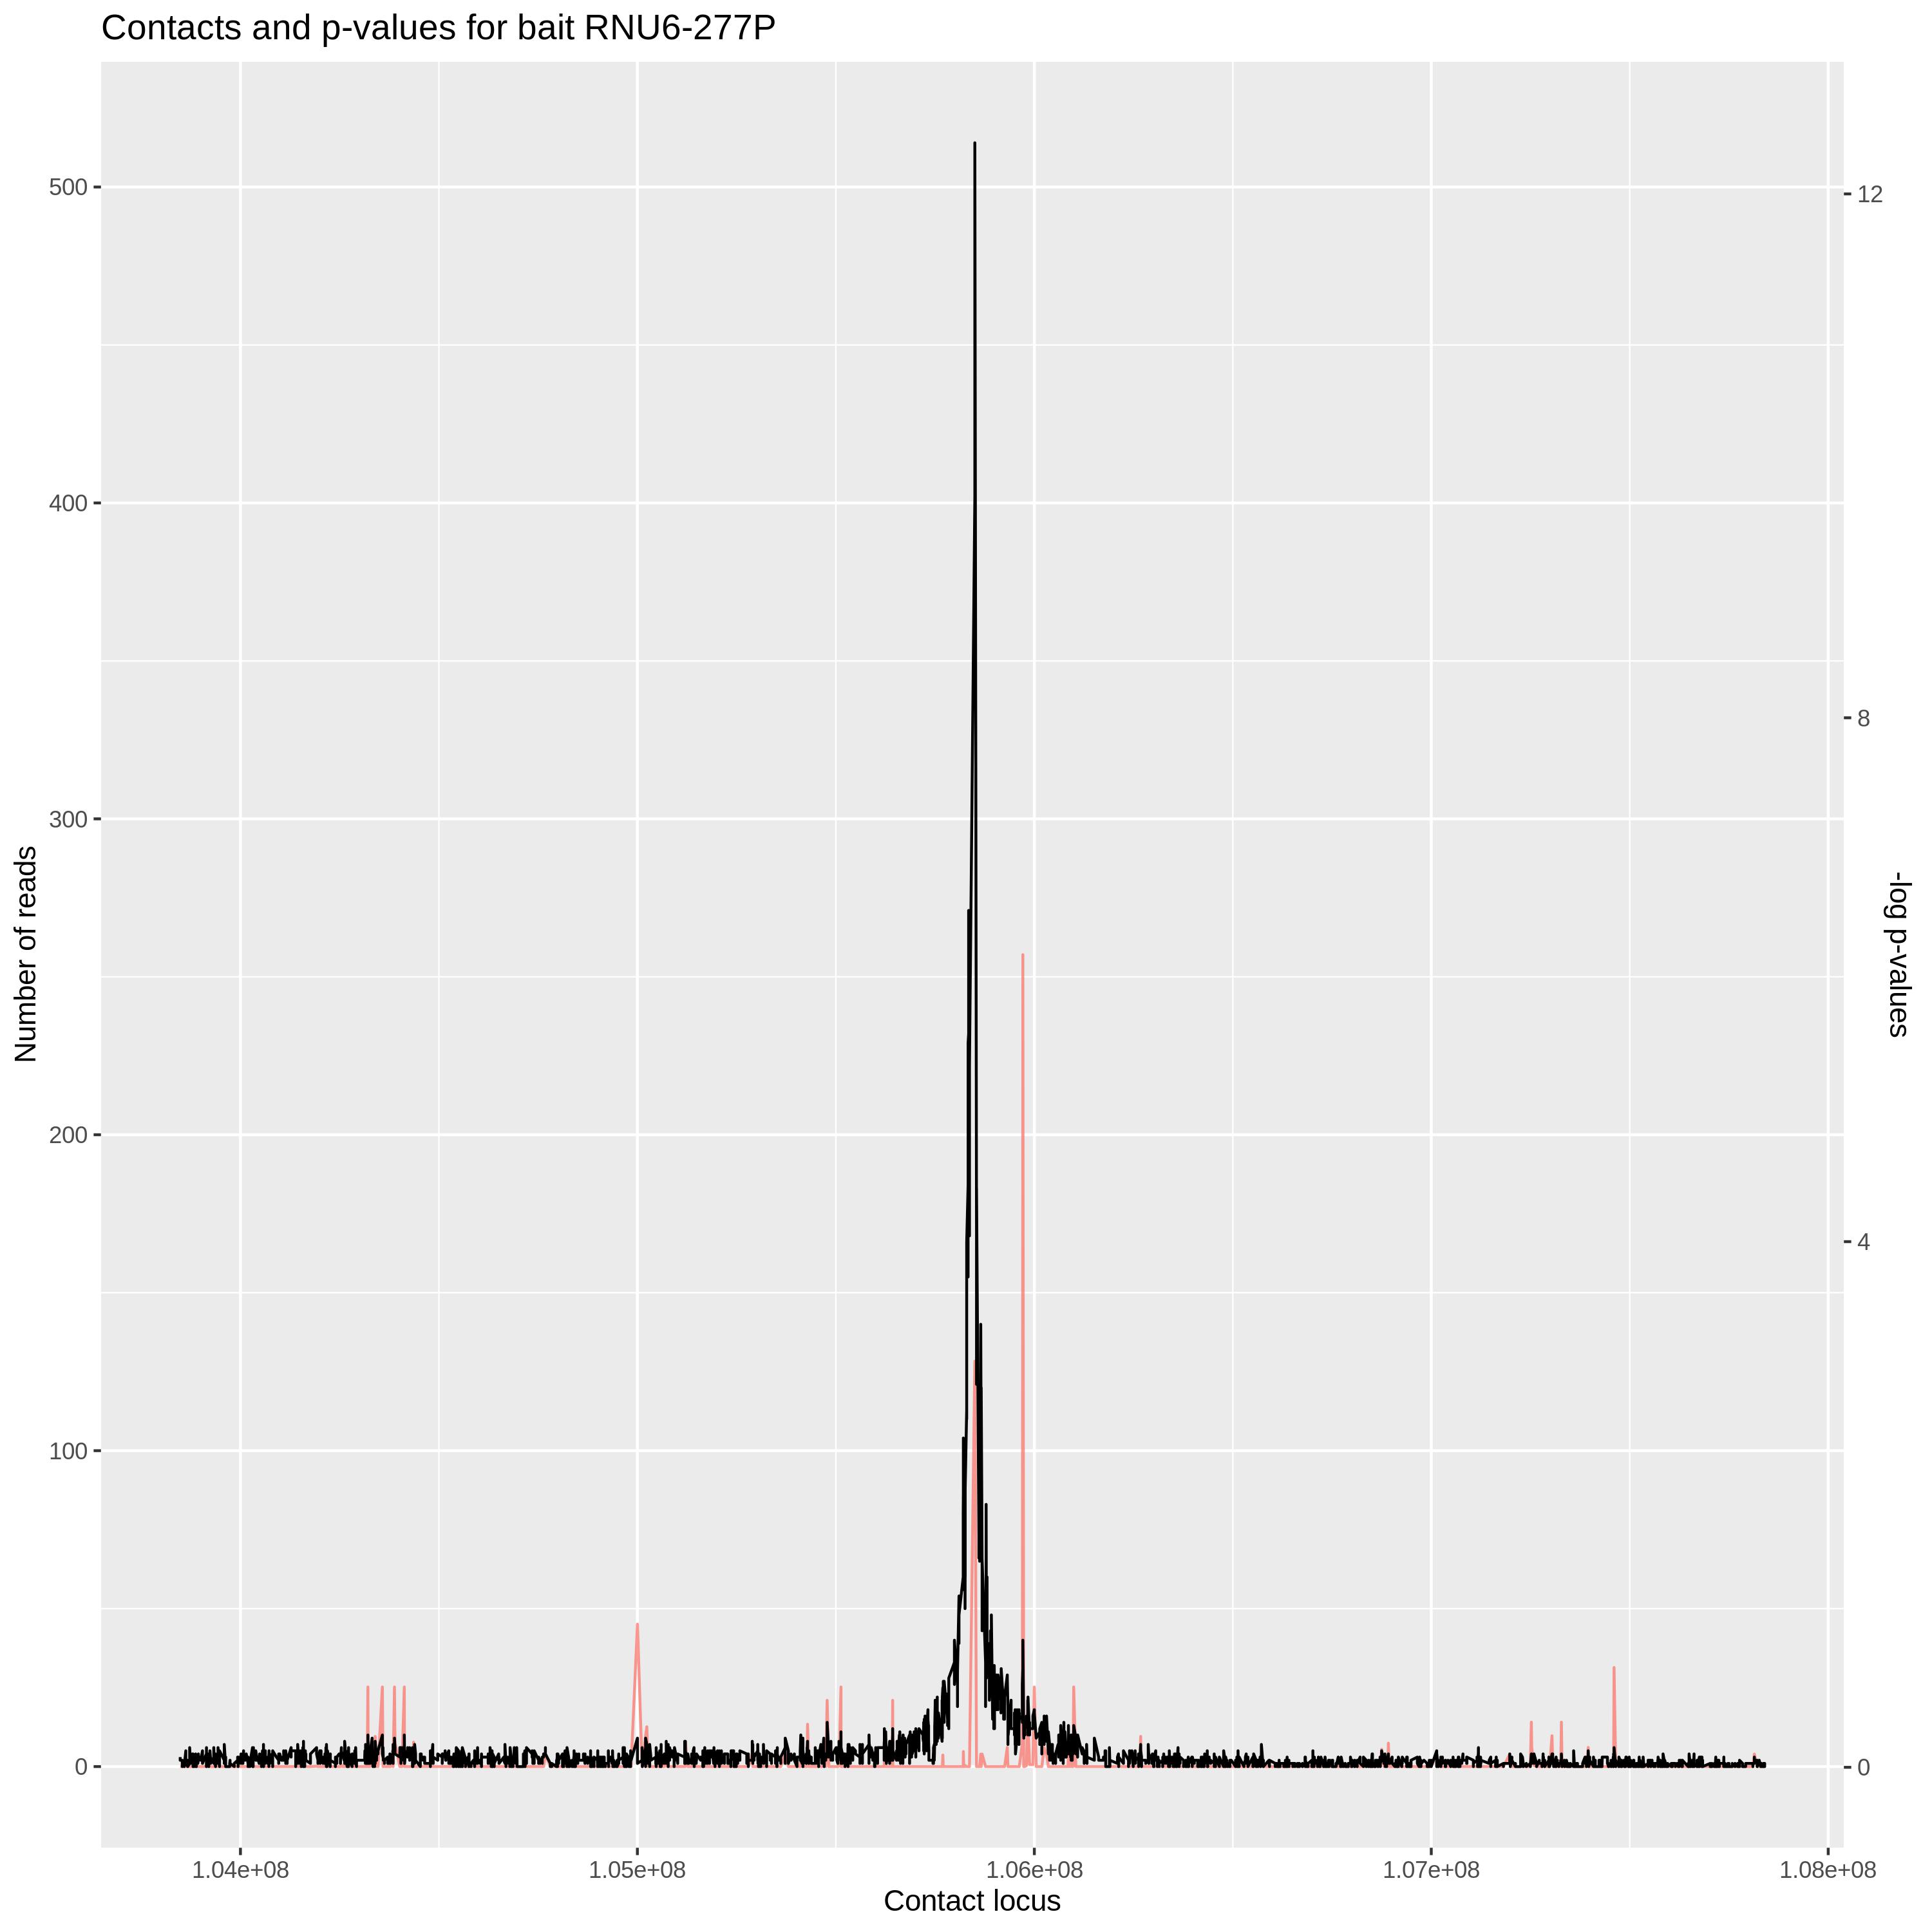 Contacts and p-values for bait RNU6-277P
500
400
300
200
100
0
Number of reads
12
8
4
0
-log p-values
1.04e+08 1.05e+08 1.06e+08 1.07e+08 1.08e+08
Contact locus